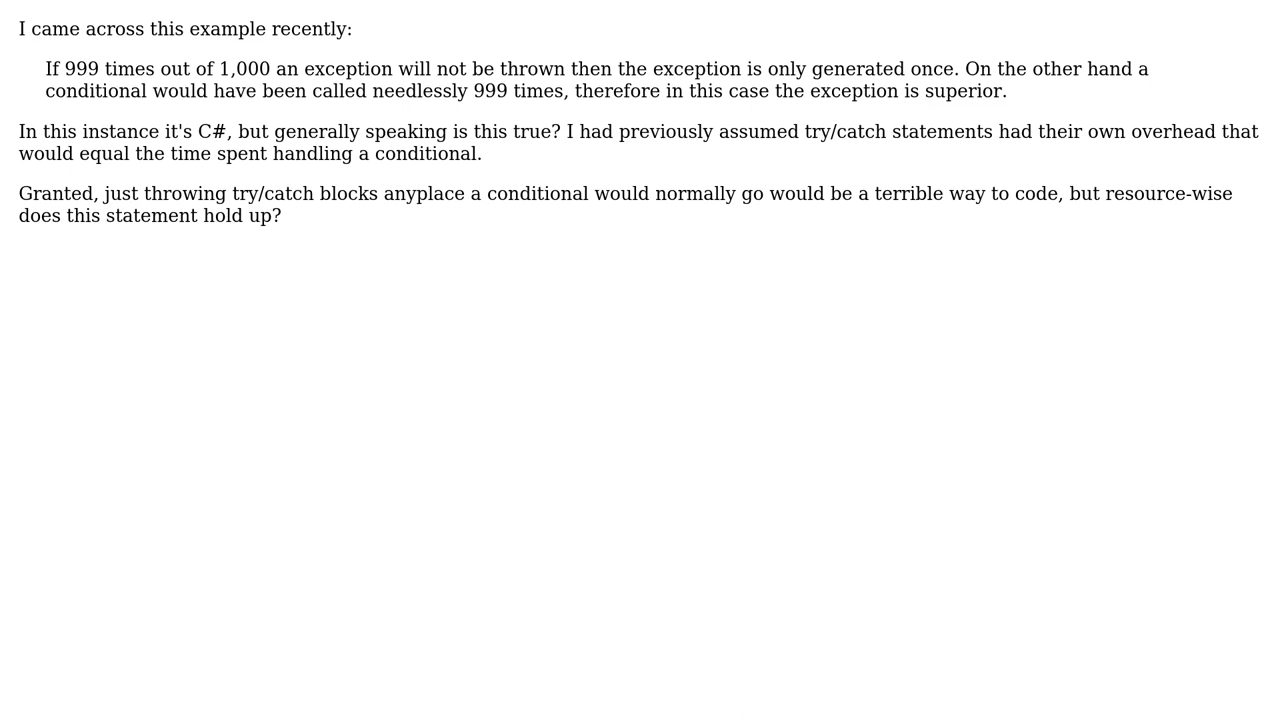 I came across this example recently:
If 999 times out of 1,000 an exception will not be thrown then the exception is only generated once. On the other hand a
conditional would have been called needlessly 999 times, therefore in this case the exception is superior.
In this instance it's C#, but generally speaking is this true? I had previously assumed try/catch statements had their own overhead that
would equal the time spent handling a conditional.
Granted, just throwing try/catch blocks anyplace a conditional would normally go would be a terrible way to code, but resource-wise
does this statement hold up?